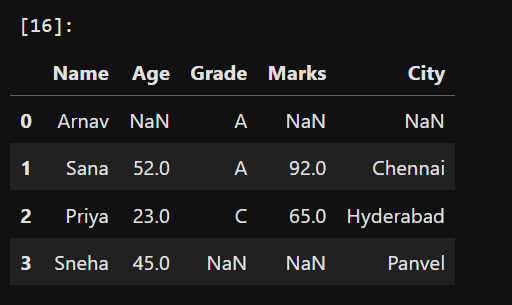 [16]:
Name Age Grade Marks City
0 Arnav NaN A NaN NaN
1 Sana 52.0 A 92.0 Chennai
2 Priya 23.0 C 65.0 Hyderabad
3 Sneha 45.0 NaN NaN Panvel